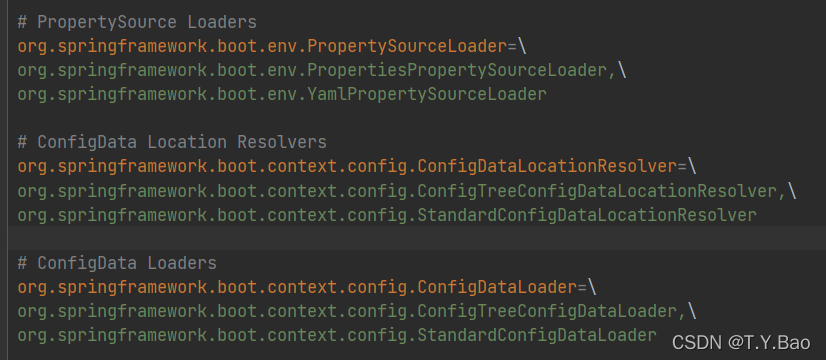 # PropertySource Loaders
org.springframework.boot.env.PropertySourceLoader=\
org.springframework.boot.env.PropertiesPropertySourceLoader,\
org.springframework.boot.env.YamlPropertySourceLoader
# ConfigData Location Resolvers
org.springframework.boot.context.config.ConfigDataLocationResolver=\
org.springframework.boot.context.config.ConfigTreeConfigDataLocationResolver,\
org.springframework.boot.context.config.StandardConfigDataLocationResolver
# ConfigData Loaders
org.springframework.boot.context.config.ConfigDataLoader=\
org.springframework.boot.context.config.ConfigTreeConfigDataLoader,\
org.springframework.boot.context.config.StandardConfigDataLoader
CSDN @T.Y.Bao